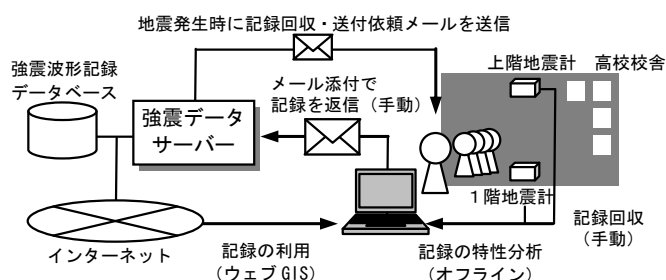 地震発生時に記録回収・送付依頼メールを送信
強震波形記録
データベース
強震データ
サーバー
メール添付で
記録を返信（手動）
上階地震計
高校校舎
1階地震計
インターネット
記録の利用
（ウェブGIS）
記録の特性分析
（オフライン）
記録回収
（手動）